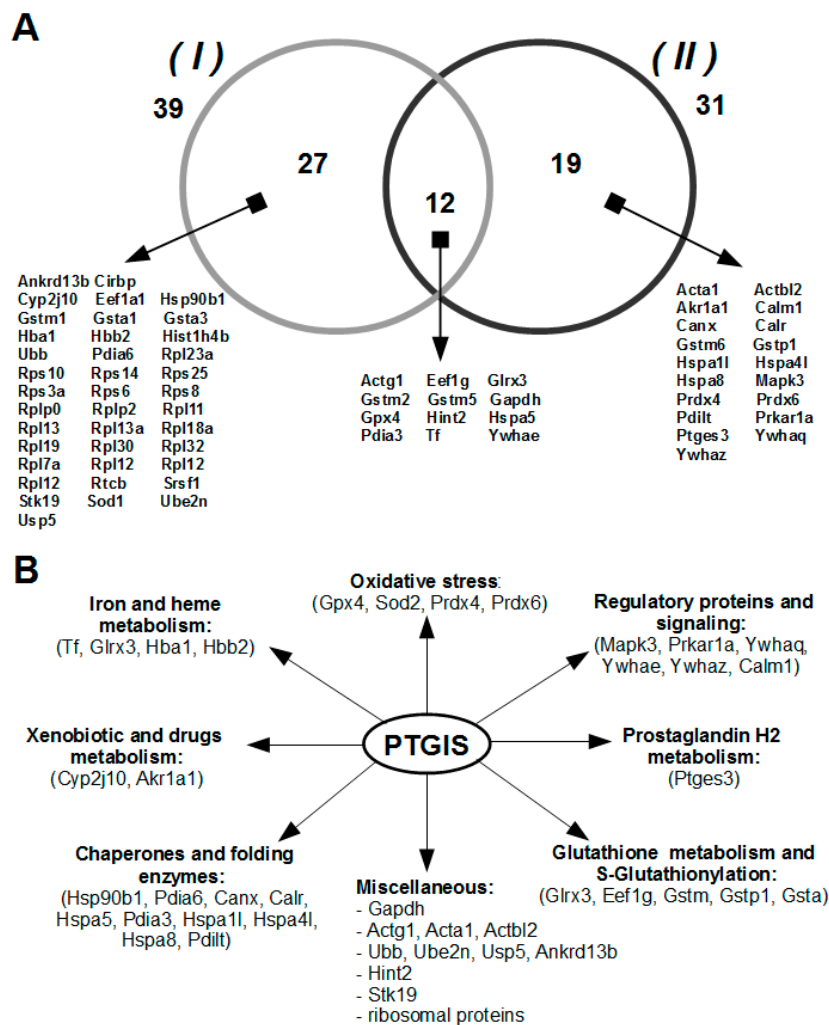 A
( I )
( II )
39
31
27
19
12
Ankrd13b Cirbp
Cyp2j10 Eef1a1 Hsp90b1
Gstm1 Gsta1 Gsta3
Hba1 Hbb2 Hist1h4b
Ubb Pdia6 Rpl23a
Rps10 Rps14 Rps25
Rps3a Rps6 Rps8
Rplp0 Rplp2 Rpl11
Rpl13 Rpl13a Rpl18a
Rpl19 Rpl30 Rpl32
Rpl7a Rpl12 Rpl12
Rpl12 Rtcb Srsf1
Stk19 Sod1 Ube2n
Usp5
Actg1 Eef1g Glrx3
Gstm2 Gstm5 Gapdh
Gpx4 Hint2 Hspa5
Pdia3 Tf Ywhae
Acta1 Actbl2
Akr1a1 Calm1
Canx Calr
Gstm6 Gstp1
Hspa1l Hspa4l
Hspa8 Mapk3
Prdx4 Prdx6
Pdilt Prkar1a
Ptges3 Ywhaq
Ywhaz
B
Oxidative stress:
(Gpx4, Sod2, Prdx4, Prdx6)
Iron and heme
metabolism:
(Tf, Glrx3, Hba1, Hbb2)
Regulatory proteins and
signaling:
(Mapk3, Prkar1a, Ywhaq,
Ywhae, Ywhaz, Calm1)
Xenobiotic and drugs
metabolism:
(Cyp2j10, Akr1a1)
PTGIS
Prostaglandin H2
metabolism:
(Ptges3)
Chaperones and folding
enzymes:
(Hsp90b1, Pdia6, Canx, Calr,
Hspa5, Pdia3, Hspa1l, Hspa4l,
Hspa8, Pdilt)
Miscellaneous:
- Gapdh
- Actg1, Acta1, Actbl2
- Ubb, Ube2n, Usp5, Ankrd13b
- Hint2
- Stk19
- ribosomal proteins
Glutathione metabolism and
S-Glutathionylation:
(Glrx3, Eef1g, Gstm, Gstp1, Gsta)